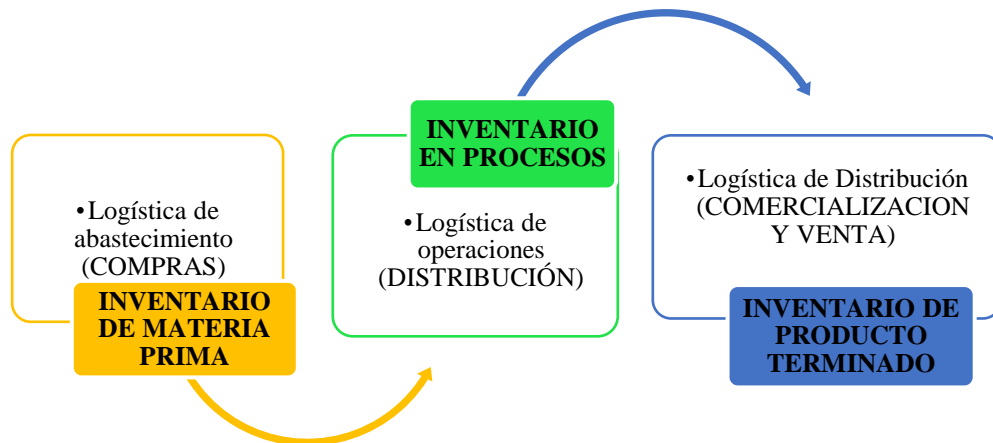 •Logística de
abastecimiento
(COMPRAS)
INVENTARIO
DE MATERIA
PRIMA
INVENTARIO
EN PROCESOS
•Logística de
operaciones
(DISTRIBUCIÓN)
•Logística de Distribución
(COMERCIALIZACION
Y VENTA)
INVENTARIO DE
PRODUCTO
TERMINADO